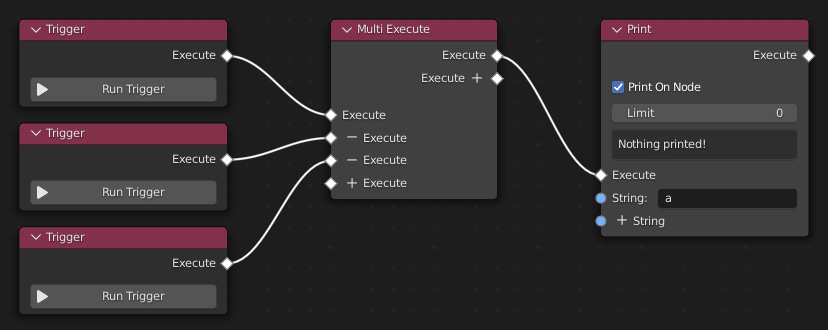 Trigger
Execute
Run Trigger
Trigger
Execute
Run Trigger
Trigger
Execute
Run Trigger
Multi Execute
Execute
Execute +
Execute
− Execute
− Execute
+ Execute
Print
Execute
Print On Node
Limit 0
Nothing printed!
Execute
String: a
+ String